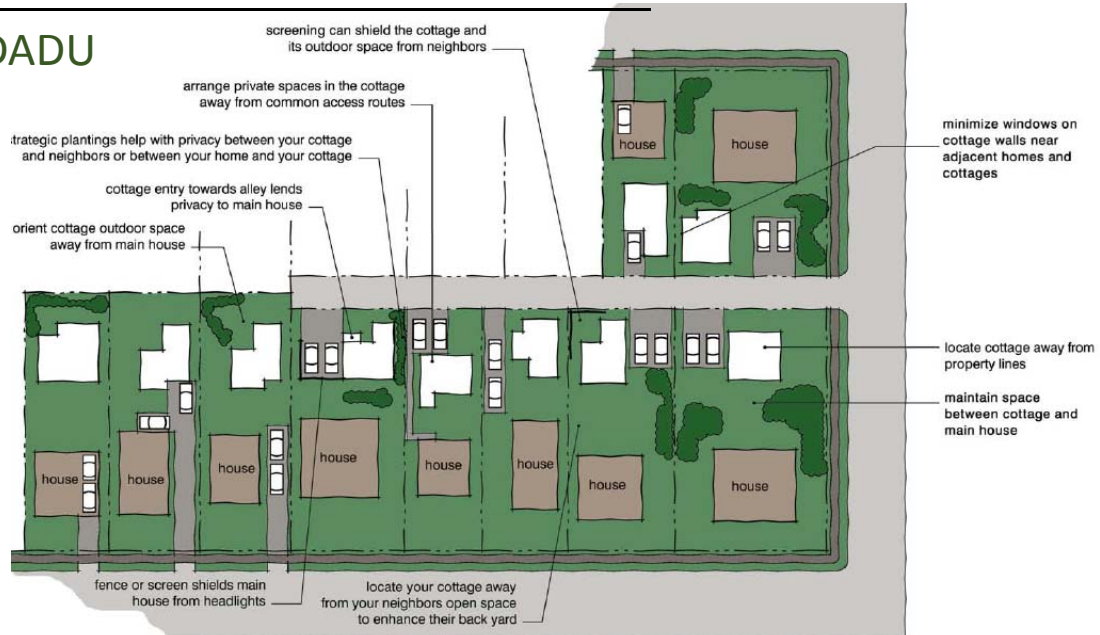 DADU
screening can shield the cottage and
its outdoor space from neighbors
arrange private spaces in the cottage
away from common access routes
strategic plantings help with privacy between your cottage
and neighbors or between your home and your cottage
cottage entry towards alley lends
privacy to main house
orient cottage outdoor space
away from main house
minimize windows on
cottage walls near
adjacent homes and
cottages
house
house
locate cottage away from
property lines
maintain space
between cottage and
main house
house
house
house
house
house
house
house
house
fence or screen shields main
house from headlights
locate your cottage away
from your neighbors open space
to enhance their back yard